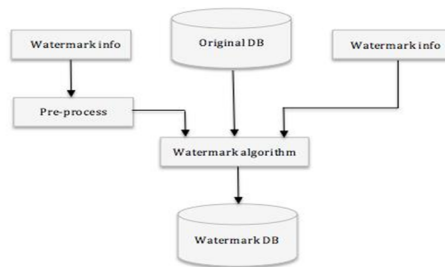 Watermark info
Original DB
Watermark info
Pre-process
Watermark algorithm
Watermark DB